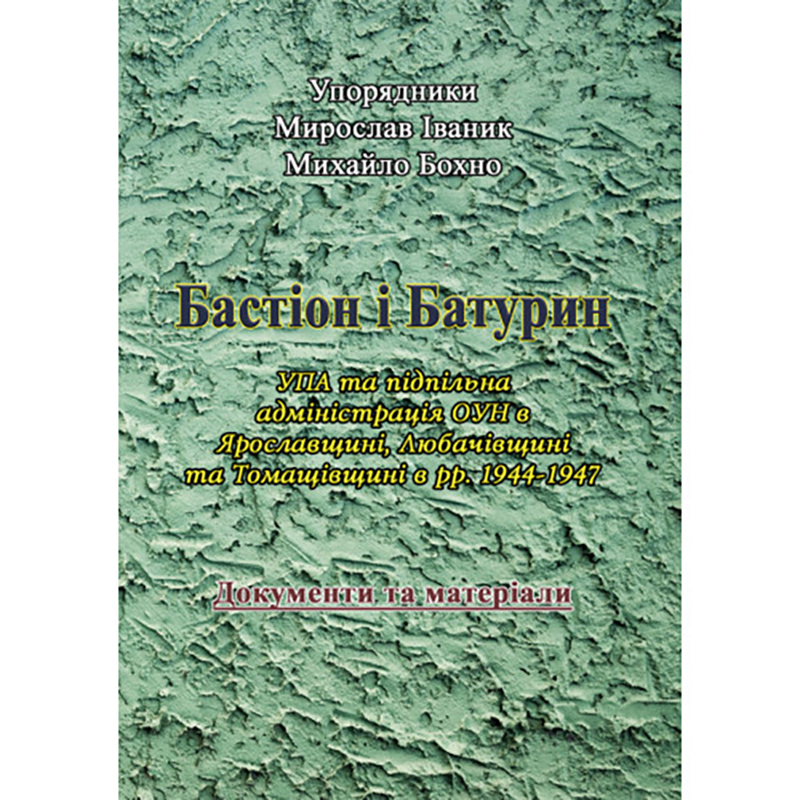 Упорядники
Мирослав Іваник
Михайло Бохно
Бастіон і Батурин
УПА та підпільна
адміністрація ОУН в
Ярославщині, Любачівщині
та Томащівщині в рр. 1944-1947
Документи та матеріали